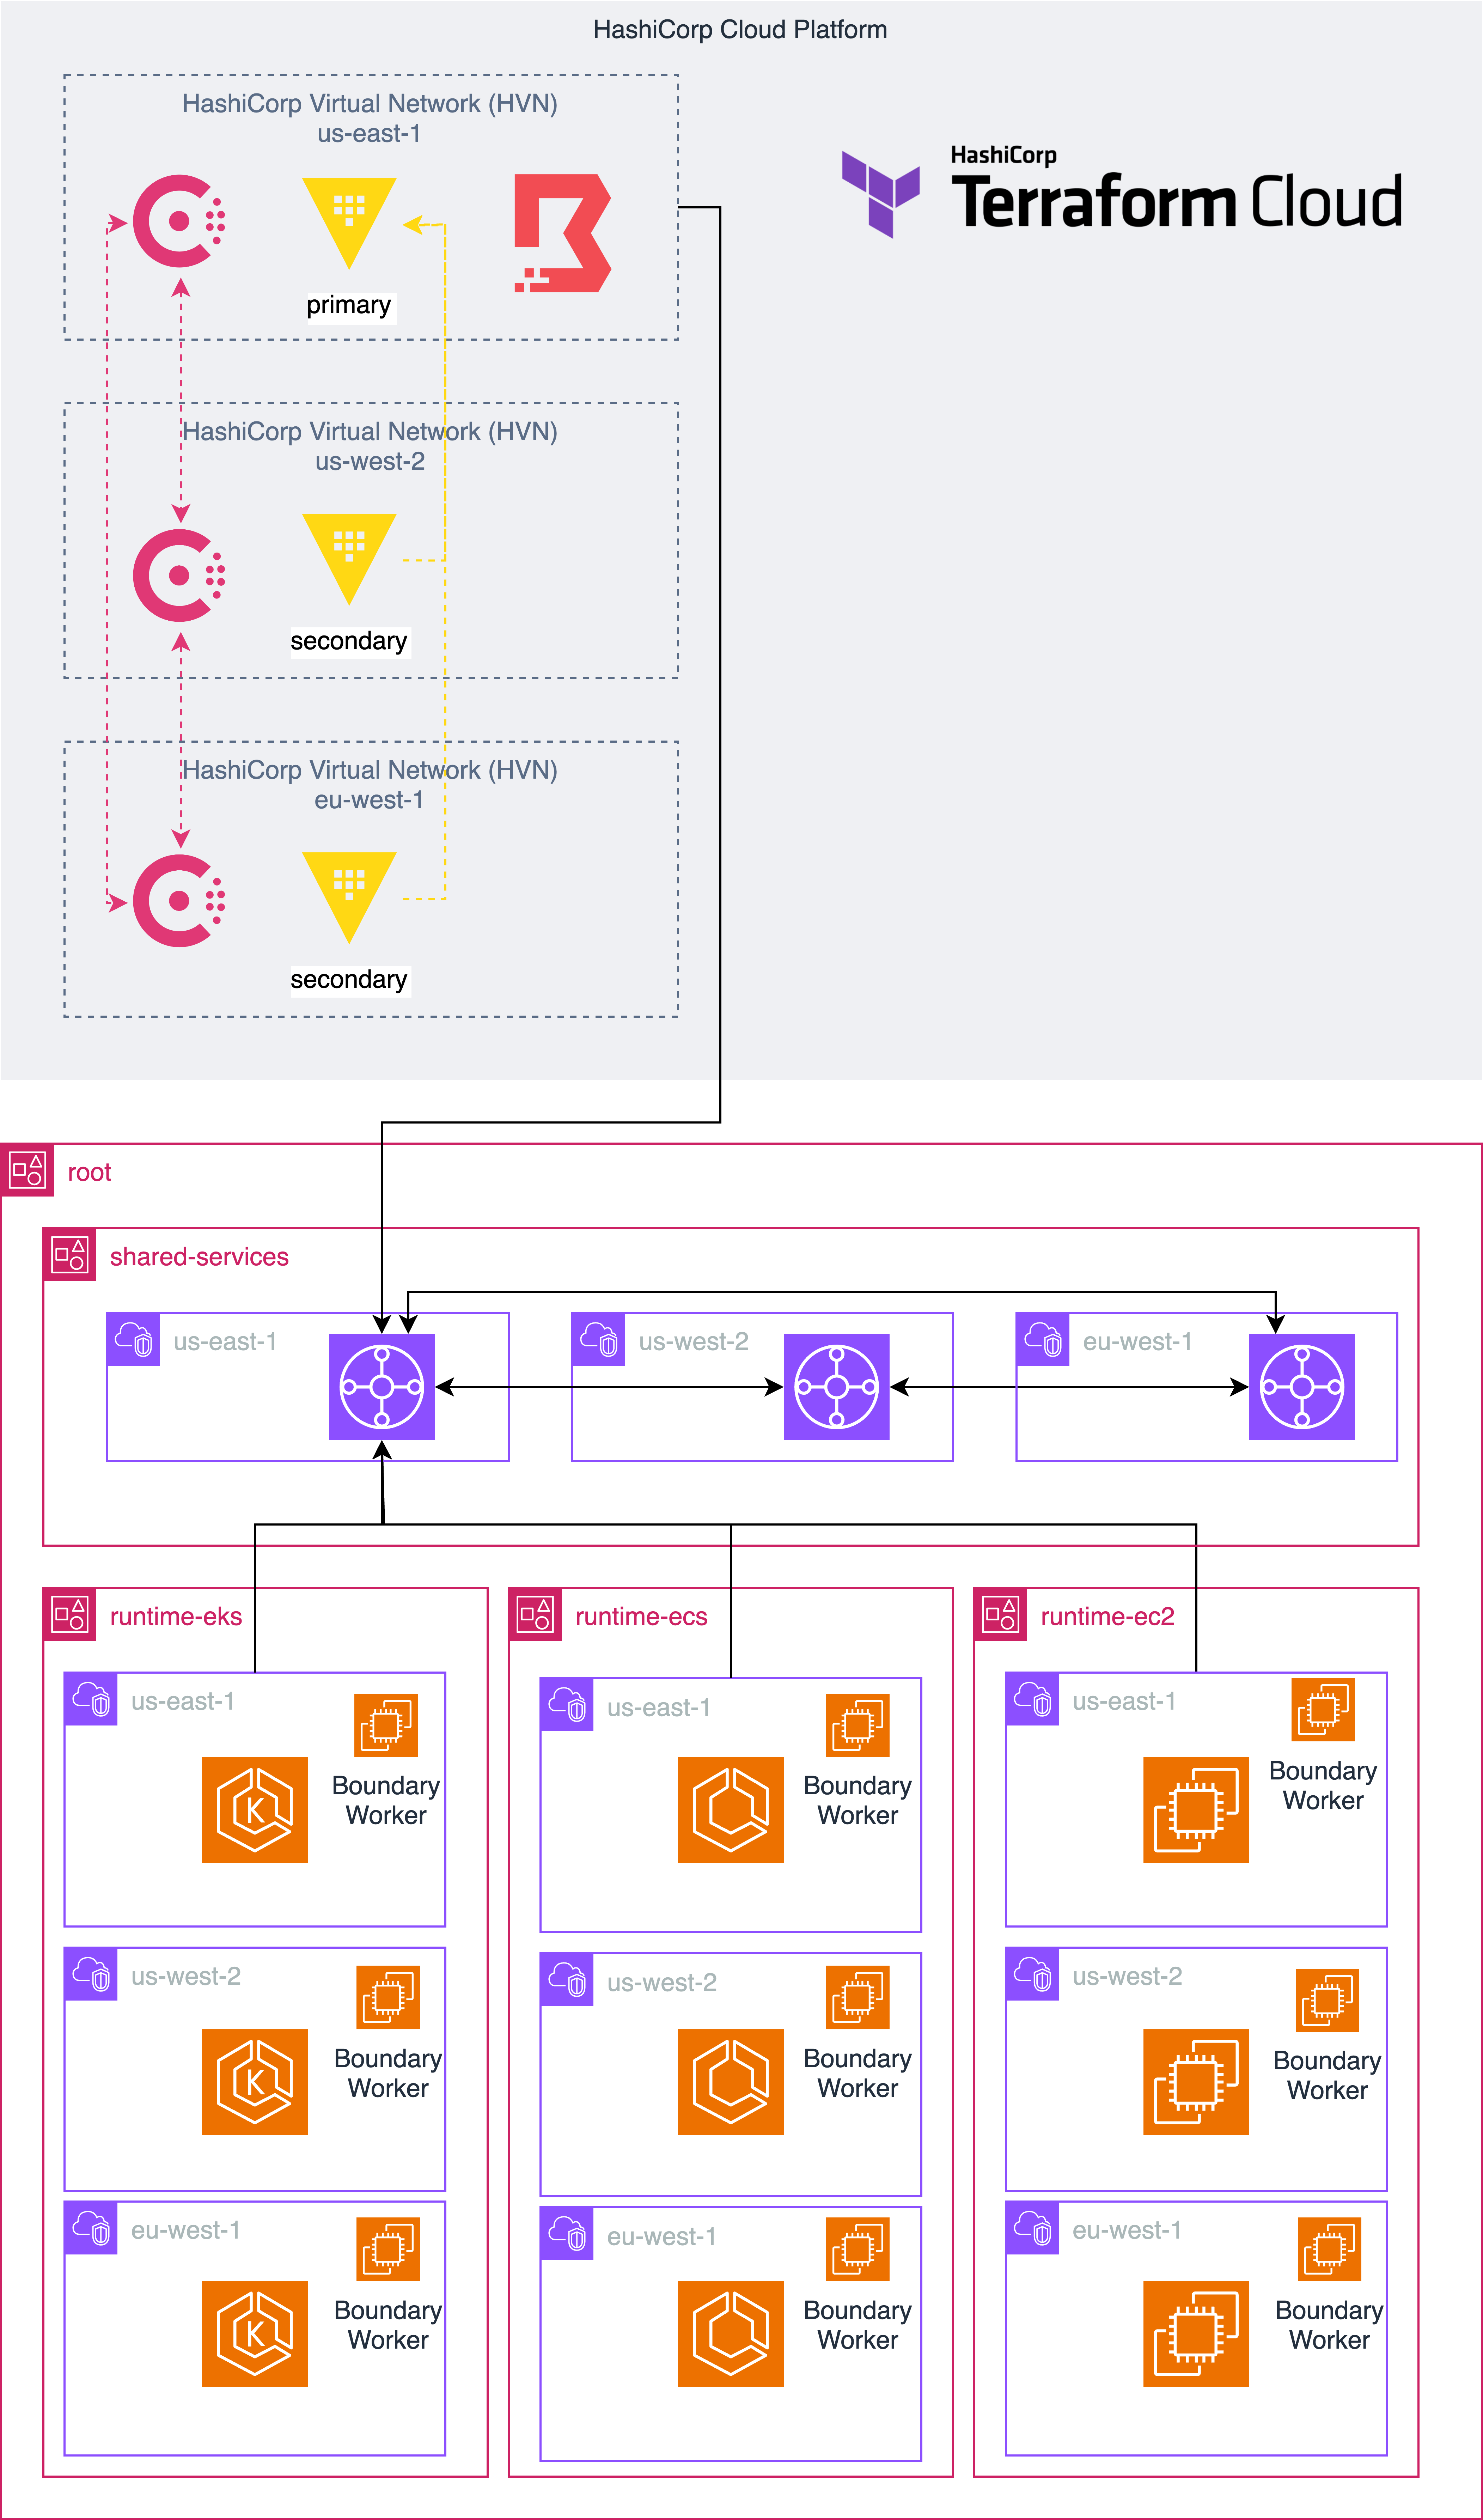 HashiCorp Cloud Platform
HashiCorp Virtual Network (HVN)
us-east-1
HashiCorp
Terraform Cloud
primary
HashiCorp Virtual Network (HVN)
us-west-2
secondary
HashiCorp Virtual Network (HVN)
eu-west-1
secondary
root
shared-services
us-east-1
us-west-2
eu-west-1
runtime-eks
us-east-1
K
Boundary
Worker
us-west-2
K
Boundary
Worker
eu-west-1
K
Boundary
Worker
runtime-ecs
us-east-1
Boundary
Worker
us-west-2
Boundary
Worker
eu-west-1
Boundary
Worker
runtime-ec2
us-east-1
Boundary
Worker
us-west-2
Boundary
Worker
eu-west-1
Boundary
Worker